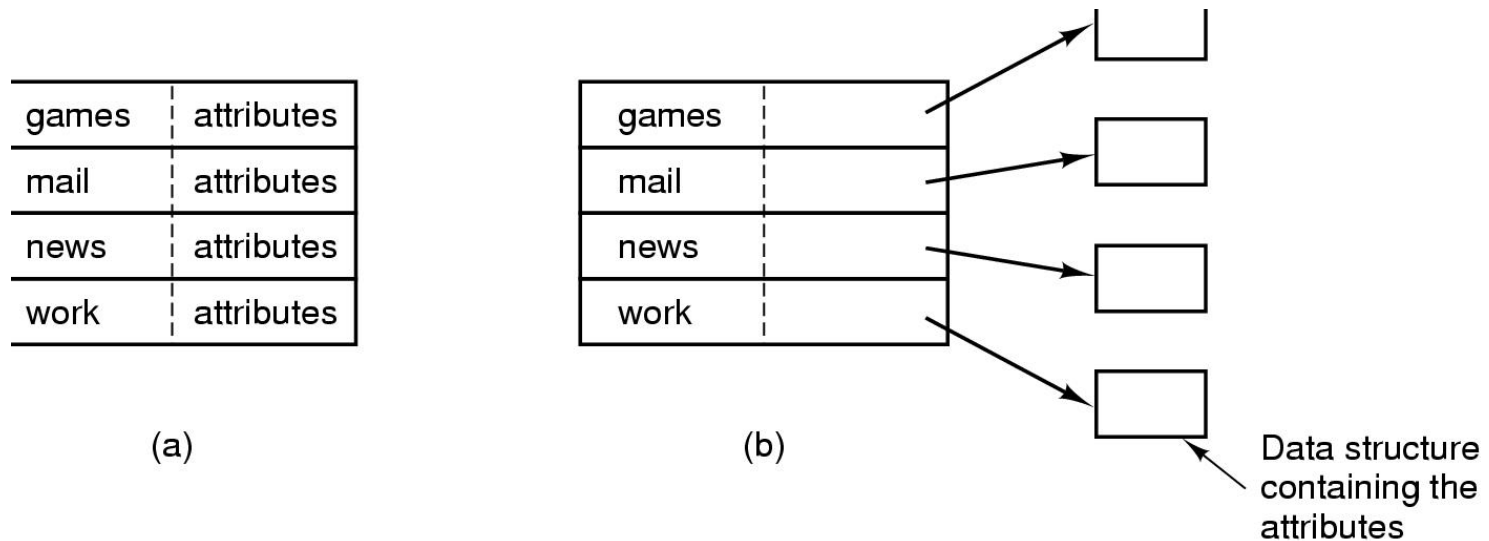 games attributes
mail attributes
news attributes
work attributes
(a)
games
mail
news
work
(b)
Data structure
containing the
attributes